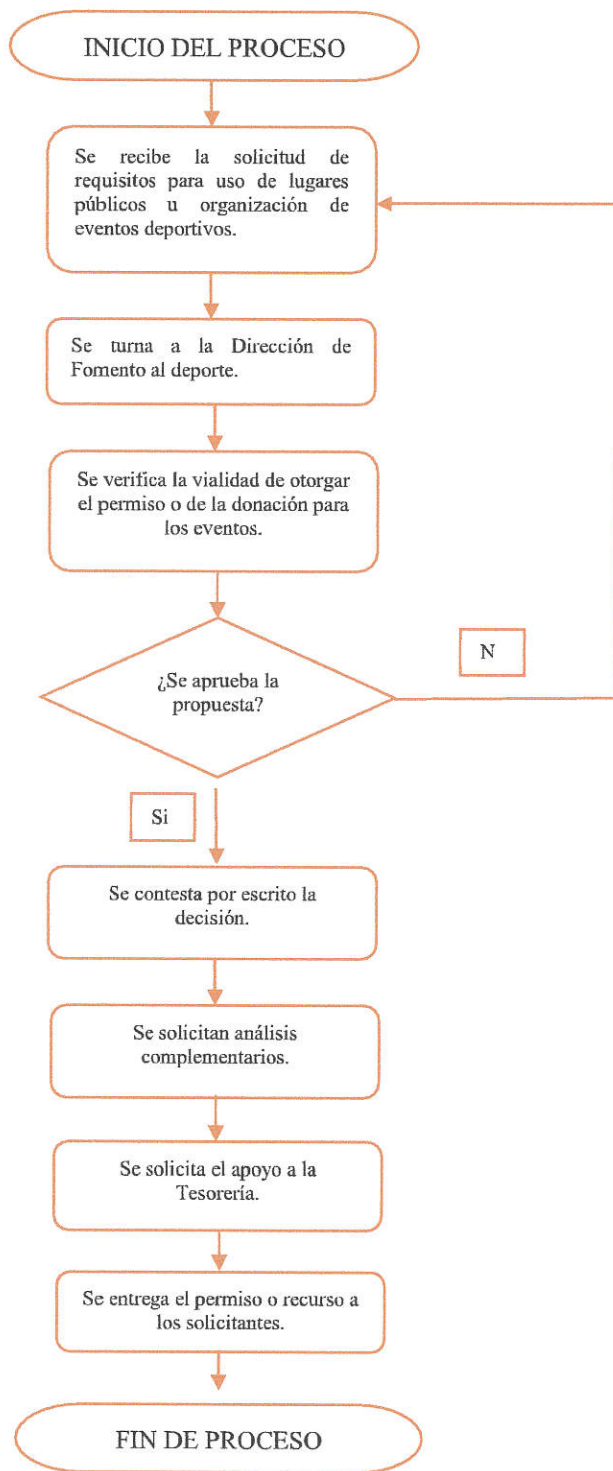 INICIO DEL PROCESO
Se recibe la solicitud de
requisitos para uso de lugares
públicos u organización de
eventos deportivos.
Se turna a la Dirección de
Fomento al deporte.
Se verifica la vialidad de otorgar
el permiso o de la donación para
los eventos.
¿Se aprueba la
propuesta?
N
Si
Se contesta por escrito la
decisión.
Se solicitan análisis
complementarios.
Se solicita el apoyo a la
Tesorería.
Se entrega el permiso o recurso a
los solicitantes.
FIN DE PROCESO